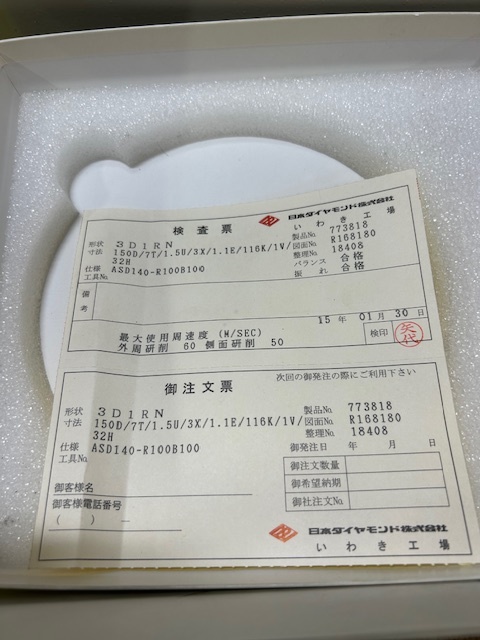 検査票
日本ダイヤモンド株式会社
いわき工場
形状 3D1RN 製品No. 773818
寸法 150D/7T/1.5U/3X/1.1E/116K/1V/ 図面No. R168180
32H 整理No. 18408
仕様 ASD140-R100B100 バランス 合格
工具No. 振れ 合格
備考
15年 01月 30日
最大使用周速度 (M/SEC) 検印 矢代
外周研削 60 側面研削 50
御注文票 次回の御発注の際にご利用下さい
形状 3D1RN 製品No. 773818
寸法 150D/7T/1.5U/3X/1.1E/116K/1V/ 図面No. R168180
32H 整理No. 18408
仕様 ASD140-R100B100 御発注日 年 月 日
工具No.
御注文数量
御希望納期
御客様名 御社注文No.
御客様電話番号
( ) -
日本ダイヤモンド株式会社
いわき工場